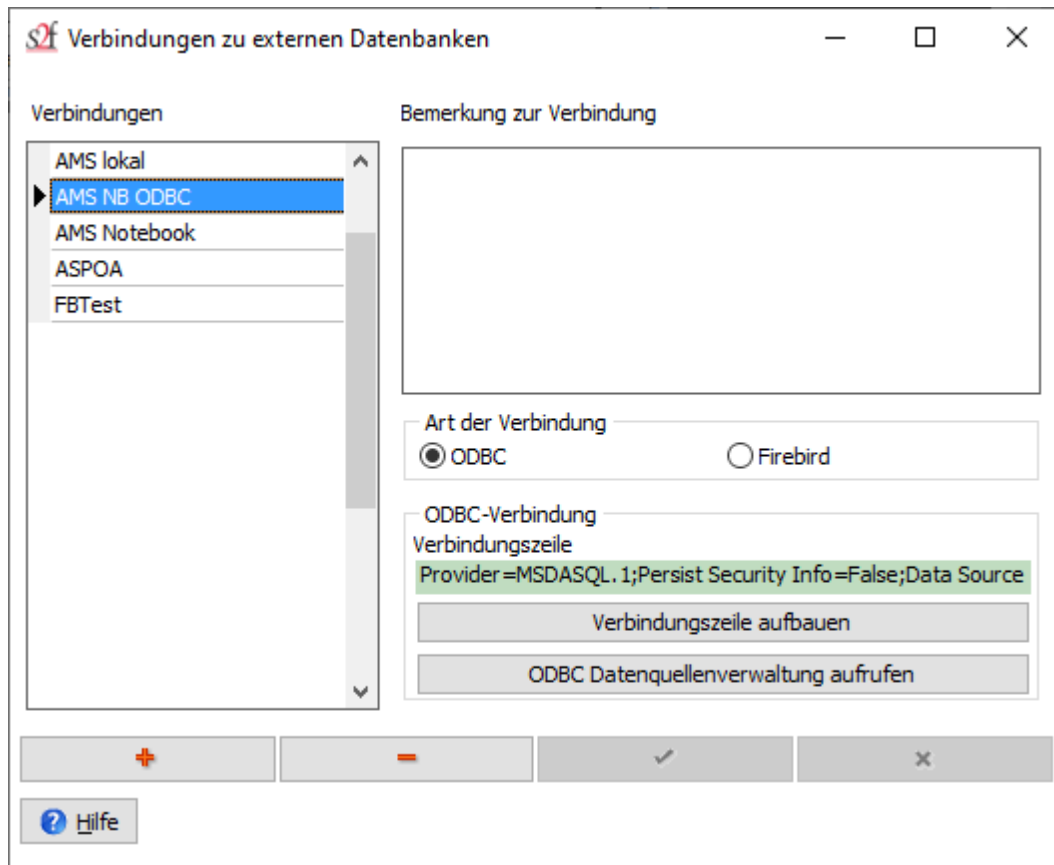 s2f Verbindungen zu externen Datenbanken
Verbindungen
Bemerkung zur Verbindung
AMS lokal
AMS NB ODBC
AMS Notebook
ASPOA
FBTest
Art der Verbindung
ODBC Firebird
ODBC-Verbindung
Verbindungszeile
Provider=MSDASQL.1;Persist Security Info=False;Data Source
Verbindungszeile aufbauen
ODBC Datenquellenverwaltung aufrufen
Hilfe